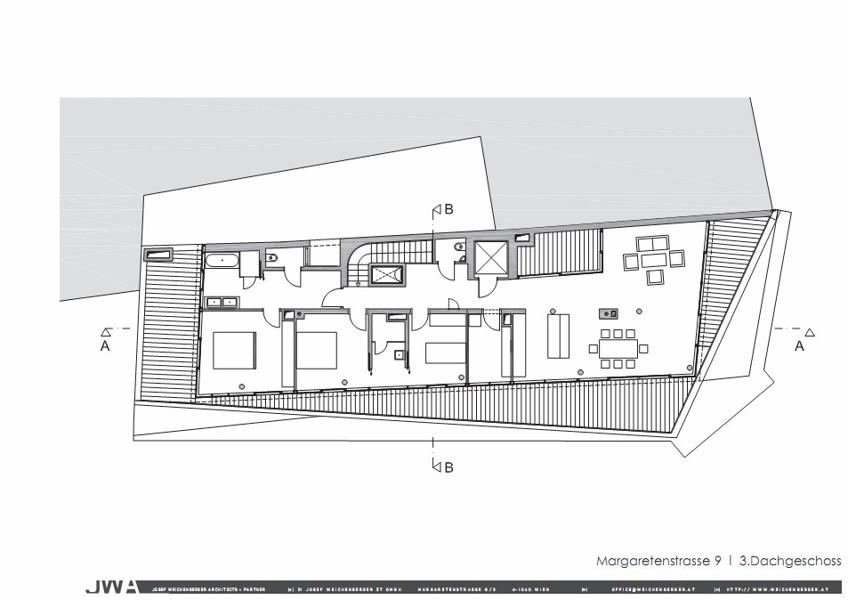 B
A
A
B
Margaretenstrasse 9 | 3.Dachgeschoss
JWA JOSEF WEICHENBERGER ARCHITECTS + PARTNER [A] DI JOSEF WEICHENBERGER ZT GMBH MARGARETENSTRASSE 9/3 A-1040 WIEN [M] OFFICE@WEICHENBERGER.AT [H] HTTP://WWW.WEICHENBERGER.AT